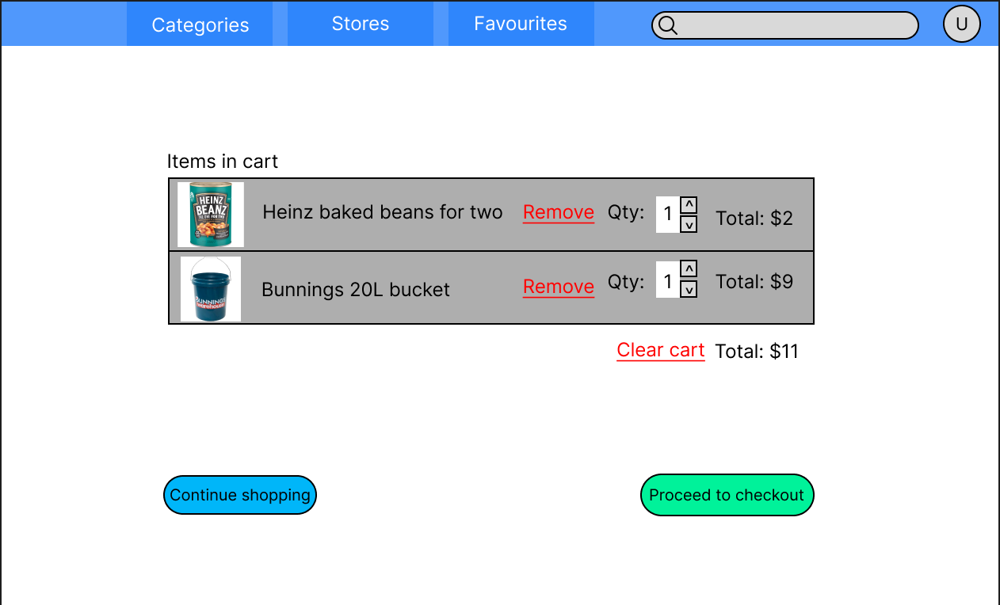 Categories
Stores
Favourites
U
Items in cart
HEINZ
BEANZ
Heinz baked beans for two
Remove
Qty:
1
^
v
Total: $2
BUNNINGS
warehouse
Bunnings 20L bucket
Remove
Qty:
1
^
v
Total: $9
Clear cart
Total: $11
Continue shopping
Proceed to checkout